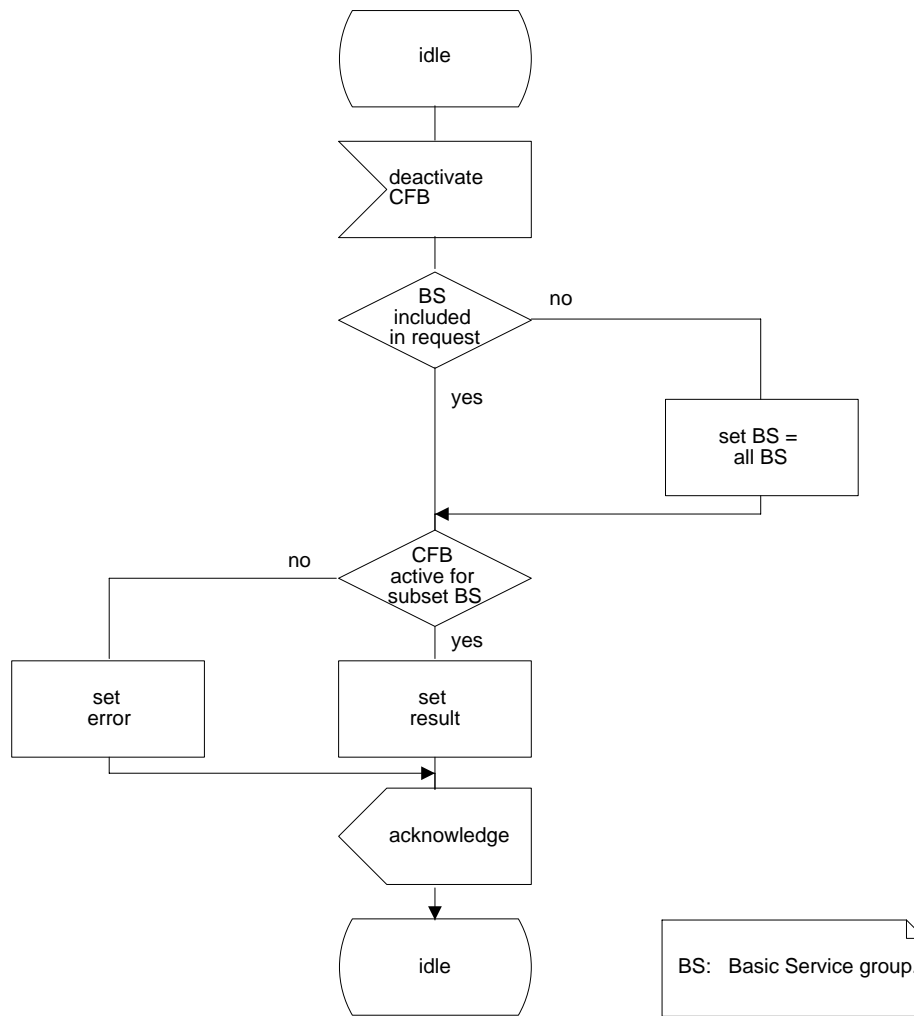 idle
deactivate
CFB
BS
included
in request
no
yes
set BS =
all BS
CFB
active for
subset BS
no
yes
set
error
set
result
acknowledge
idle
BS: Basic Service group.